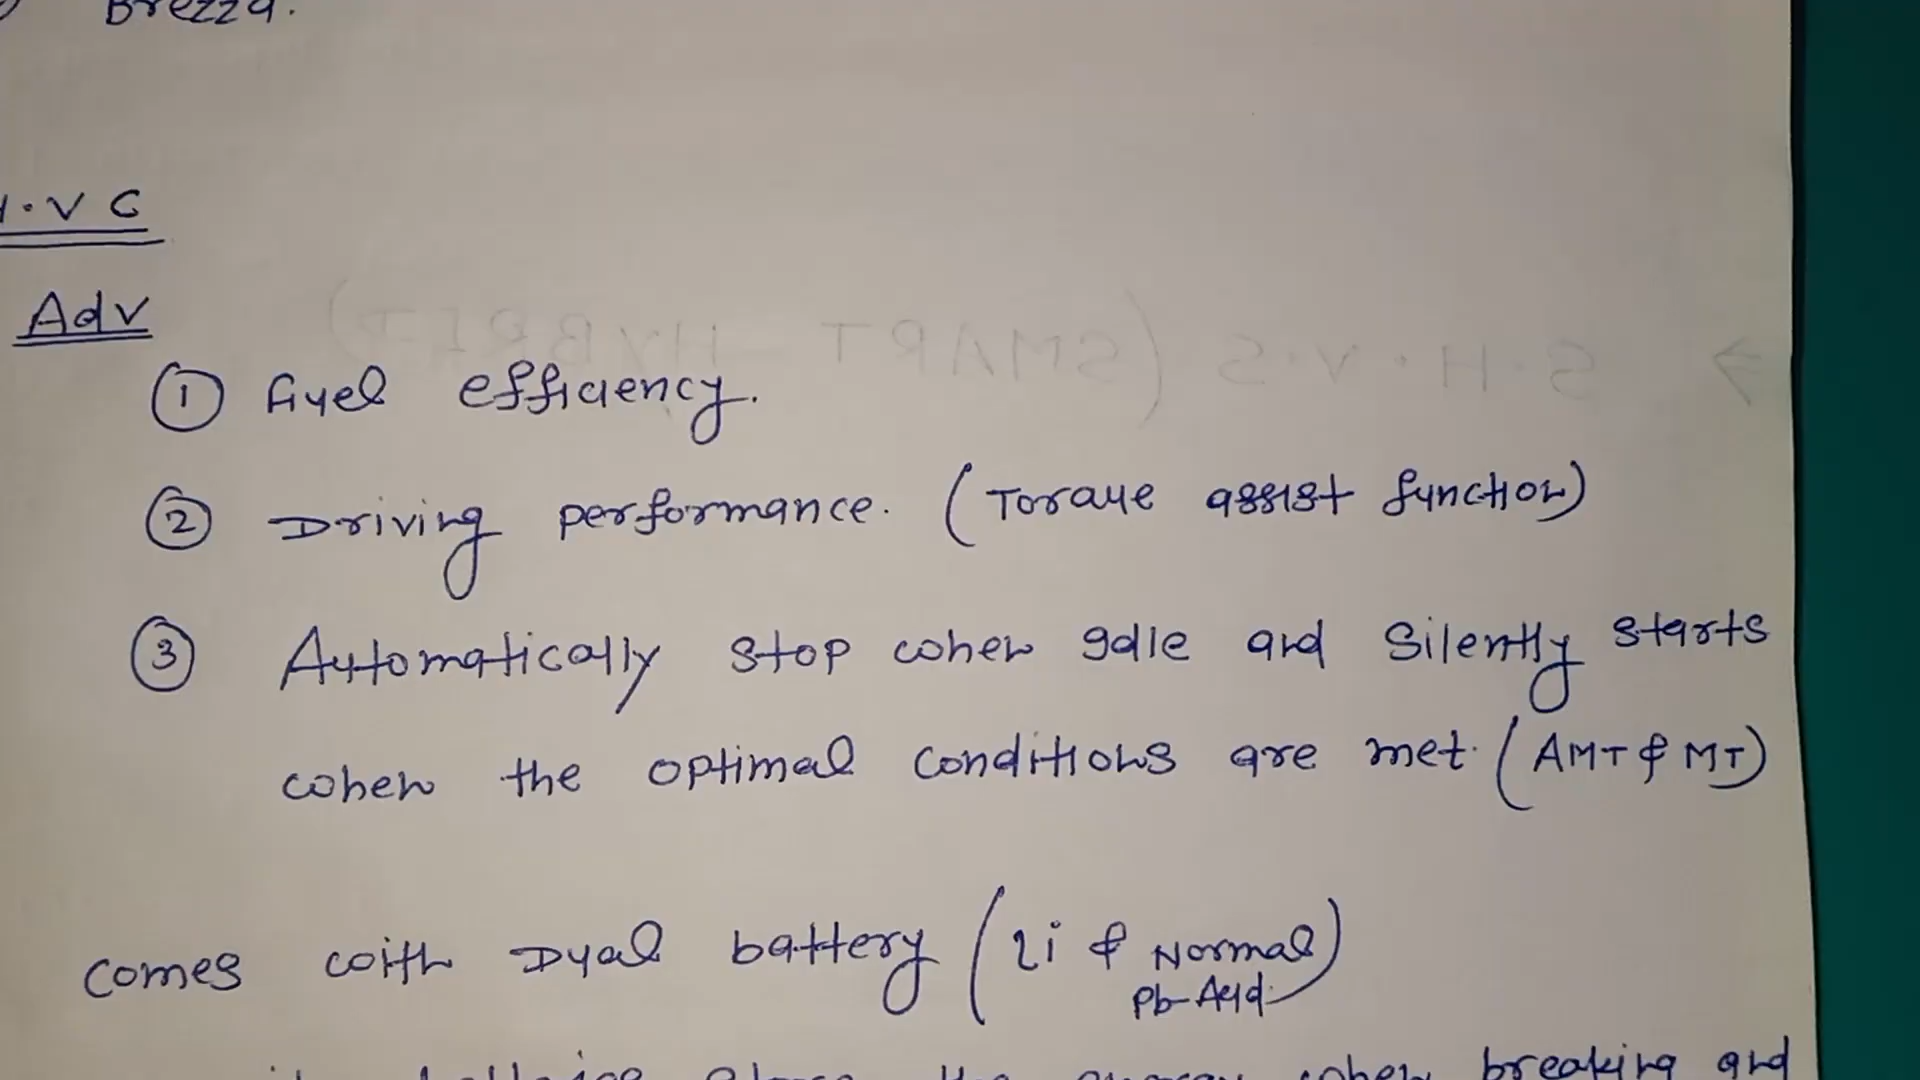 Brezza.
H.V C
Adv
① Fuel efficiency.
② Driving performance. (Torque assist function)
③ Automatically stop when Idle and Silently starts
when the optimal conditions are met. (AMT & MT)
comes with Dual battery (Li & Normal)
Pb-Acid.
when breaking and